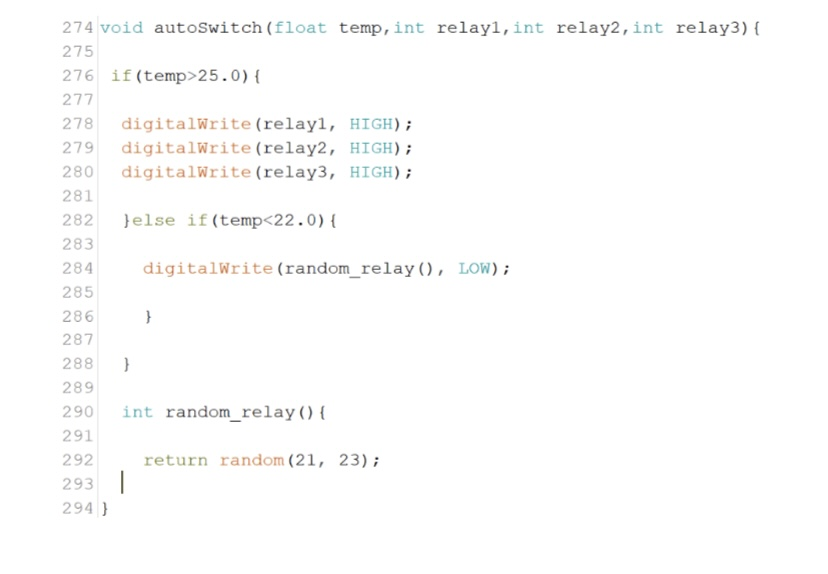 274 void autoSwitch(float temp,int relay1,int relay2,int relay3){
275
276 if(temp>25.0){
277
278 digitalWrite(relay1, HIGH);
279 digitalWrite(relay2, HIGH);
280 digitalWrite(relay3, HIGH);
281
282 }else if(temp<22.0){
283
284 digitalWrite(random_relay(), LOW);
285
286 }
287
288 }
289
290 int random_relay(){
291
292 return random(21, 23);
293
294 }